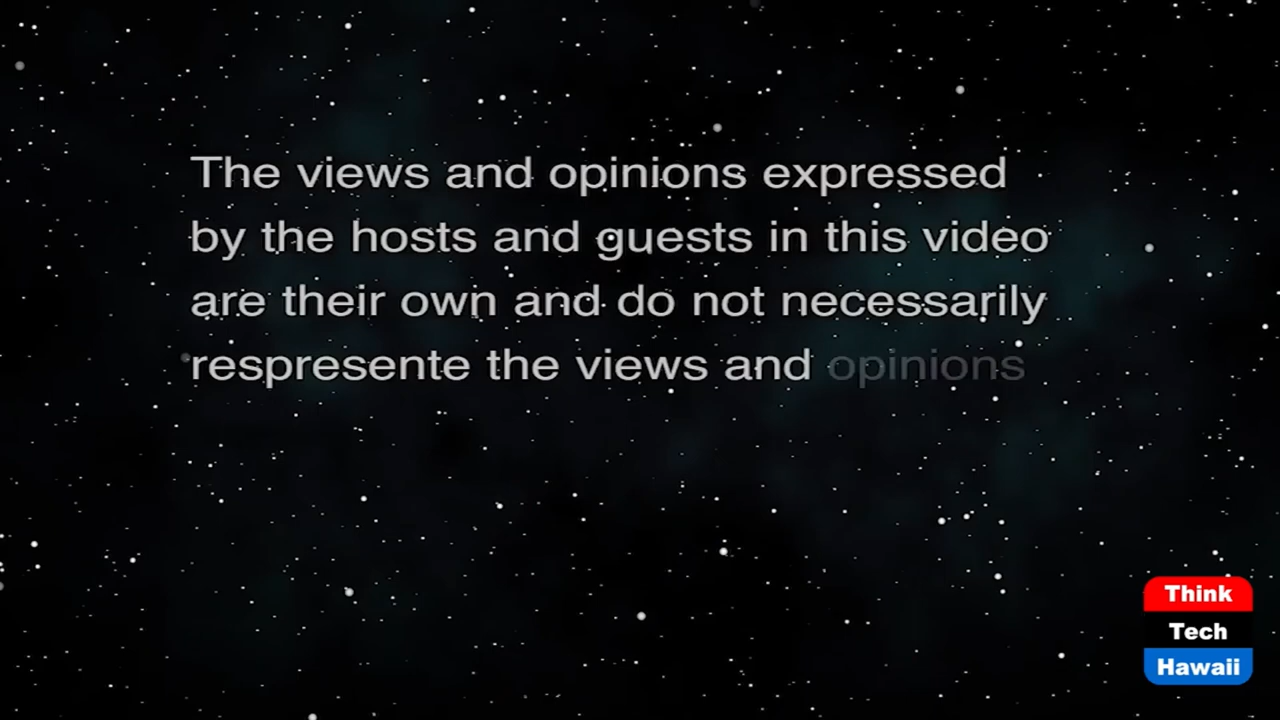 The views and opinions expressed
by the hosts and guests in this video
are their own and do not necessarily
respresente the views and opinions
Think
Tech
Hawaii